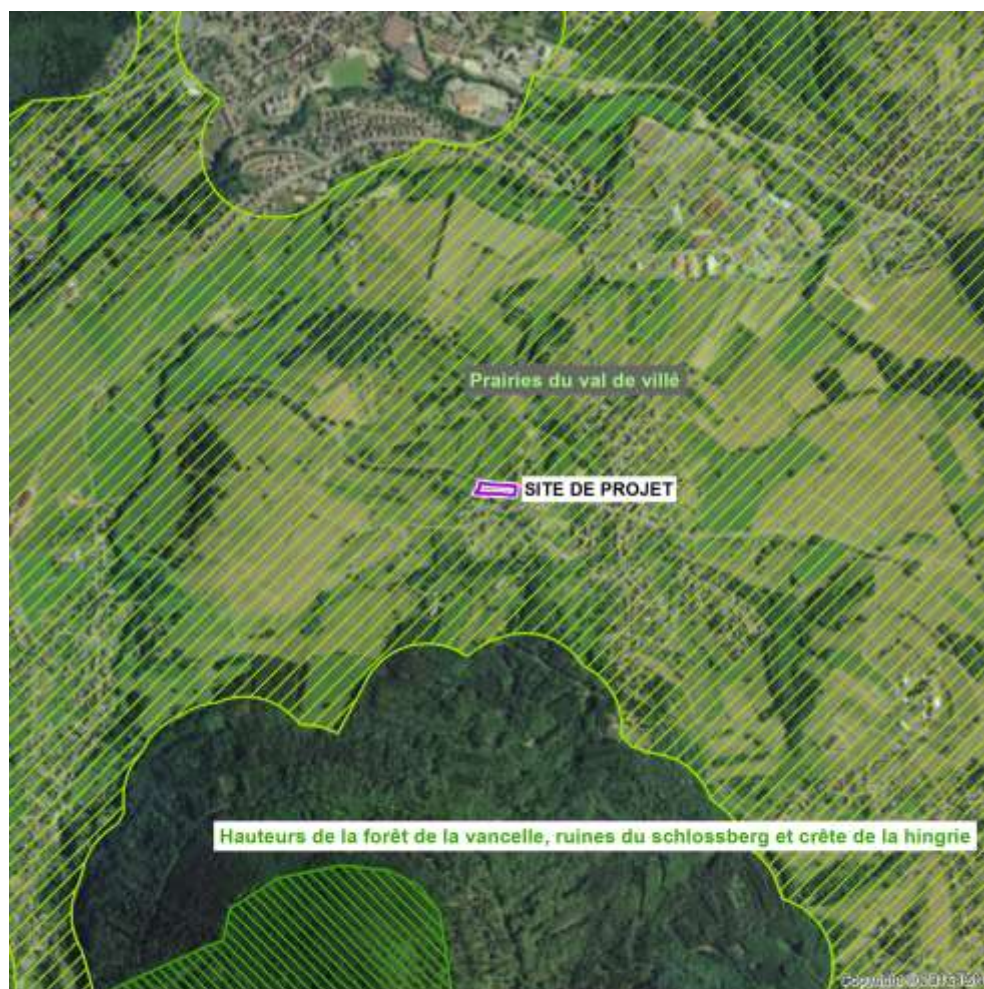 Prairies du val de villé
SITE DE PROJET
Hauteurs de la forêt de la vancelle, ruines du schlossberg et crête de la hingrie